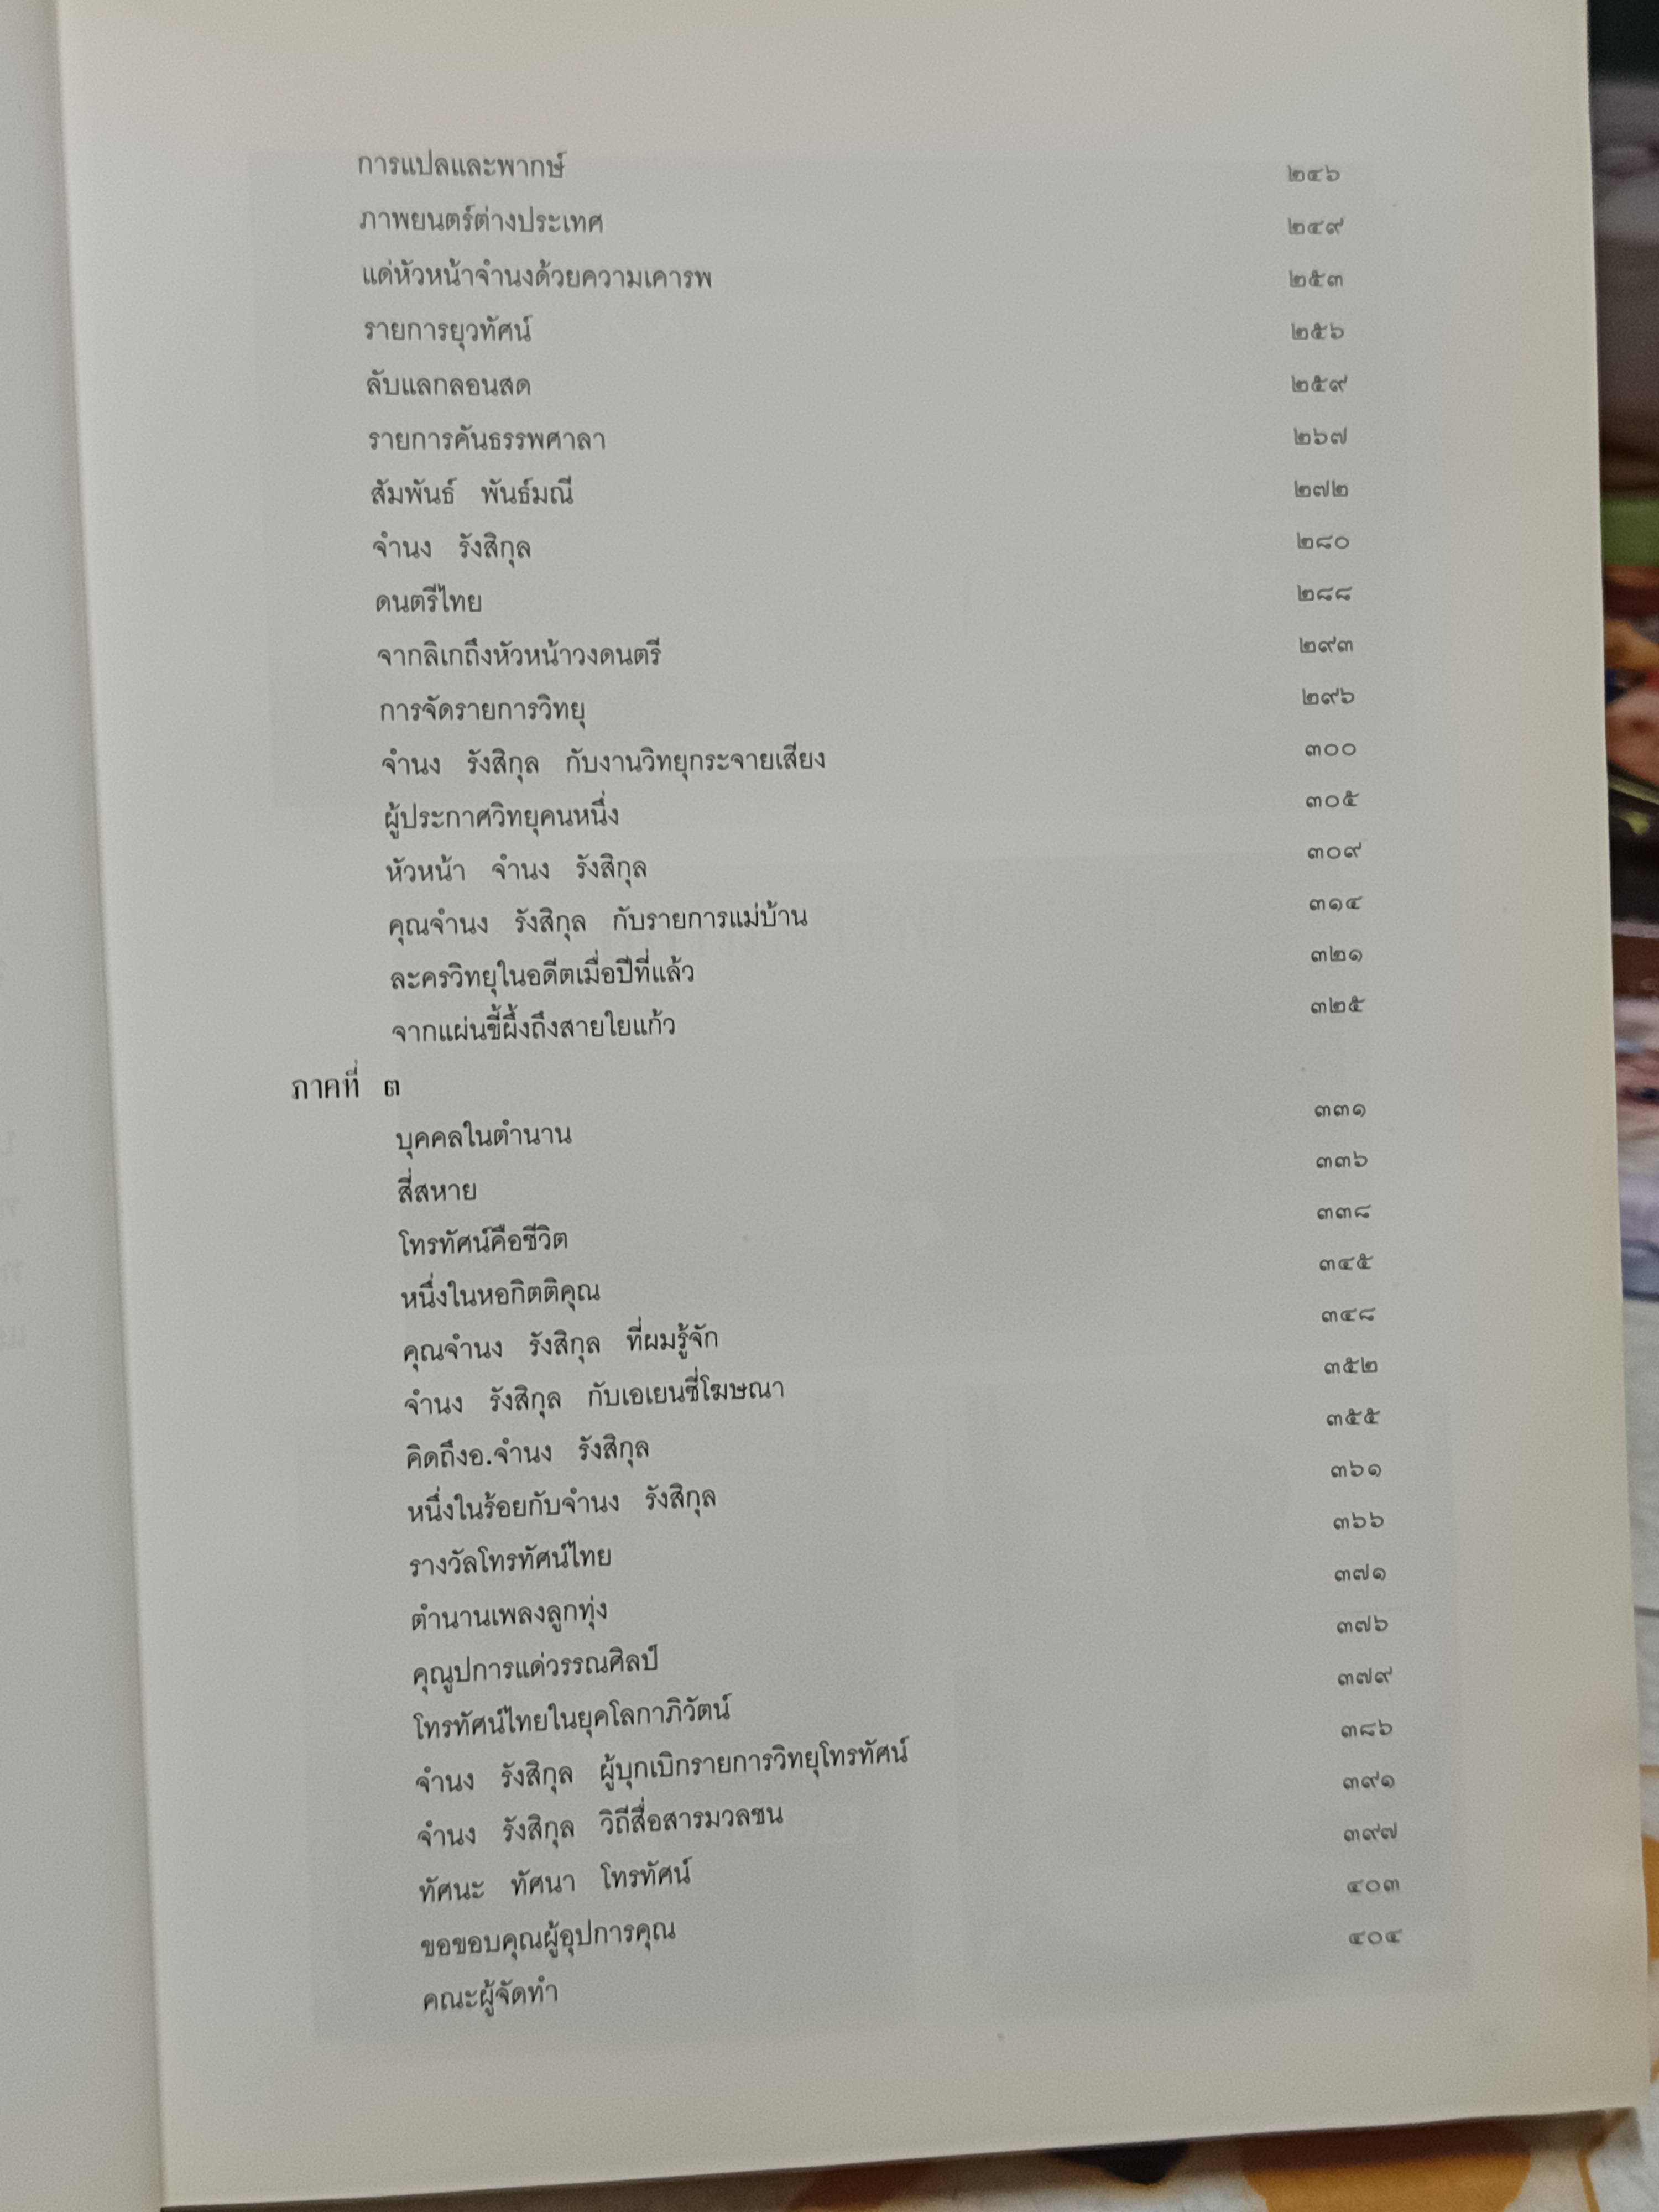 การแปลและพากษ์ ๒๔๖
ภาพยนตร์ต่างประเทศ ๒๔๙
แด่หัวหน้าจำนงด้วยความเคารพ ๒๕๓
รายการยุวทัศน์ ๒๕๖
ลับแลกลอนสด ๒๕๙
รายการคันธรรพศาลา ๒๖๗
สัมพันธ์ พันธ์มณี ๒๗๒
จำนง รังสิกุล ๒๘๐
ดนตรีไทย ๒๘๘
จากลิเกถึงหัวหน้าวงดนตรี ๒๙๓
การจัดรายการวิทยุ ๒๙๖
จำนง รังสิกุล กับงานวิทยุกระจายเสียง ๓๐๐
ผู้ประกาศวิทยุคนหนึ่ง ๓๐๕
หัวหน้า จำนง รังสิกุล ๓๐๙
คุณจำนง รังสิกุล กับรายการแม่บ้าน ๓๑๔
ละครวิทยุในอดีตเมื่อปีที่แล้ว ๓๒๑
จากแผ่นขี้ผึ้งถึงสายใยแก้ว ๓๒๕
ภาคที่ ๓
บุคคลในตำนาน ๓๓๑
สี่สหาย ๓๓๖
โทรทัศน์คือชีวิต ๓๓๘
หนึ่งในหอกิตติคุณ ๓๔๕
คุณจำนง รังสิกุล ที่ผมรู้จัก ๓๔๘
จำนง รังสิกุล กับเอเยนซี่โฆษณา ๓๕๒
คิดถึงอ.จำนง รังสิกุล ๓๕๕
หนึ่งในร้อยกับจำนง รังสิกุล ๓๖๑
รางวัลโทรทัศน์ไทย ๓๖๖
ตำนานเพลงลูกทุ่ง ๓๗๑
คุณูปการแด่วรรณศิลป์ ๓๗๖
โทรทัศน์ไทยในยุคโลกาภิวัตน์ ๓๗๙
จำนง รังสิกุล ผู้บุกเบิกรายการวิทยุโทรทัศน์ ๓๘๖
จำนง รังสิกุล วิถีสื่อสารมวลชน ๓๙๑
ทัศนะ ทัศนา โทรทัศน์ ๓๙๗
ขอขอบคุณผู้อุปการคุณ ๔๐๓
คณะผู้จัดทำ ๔๐๔